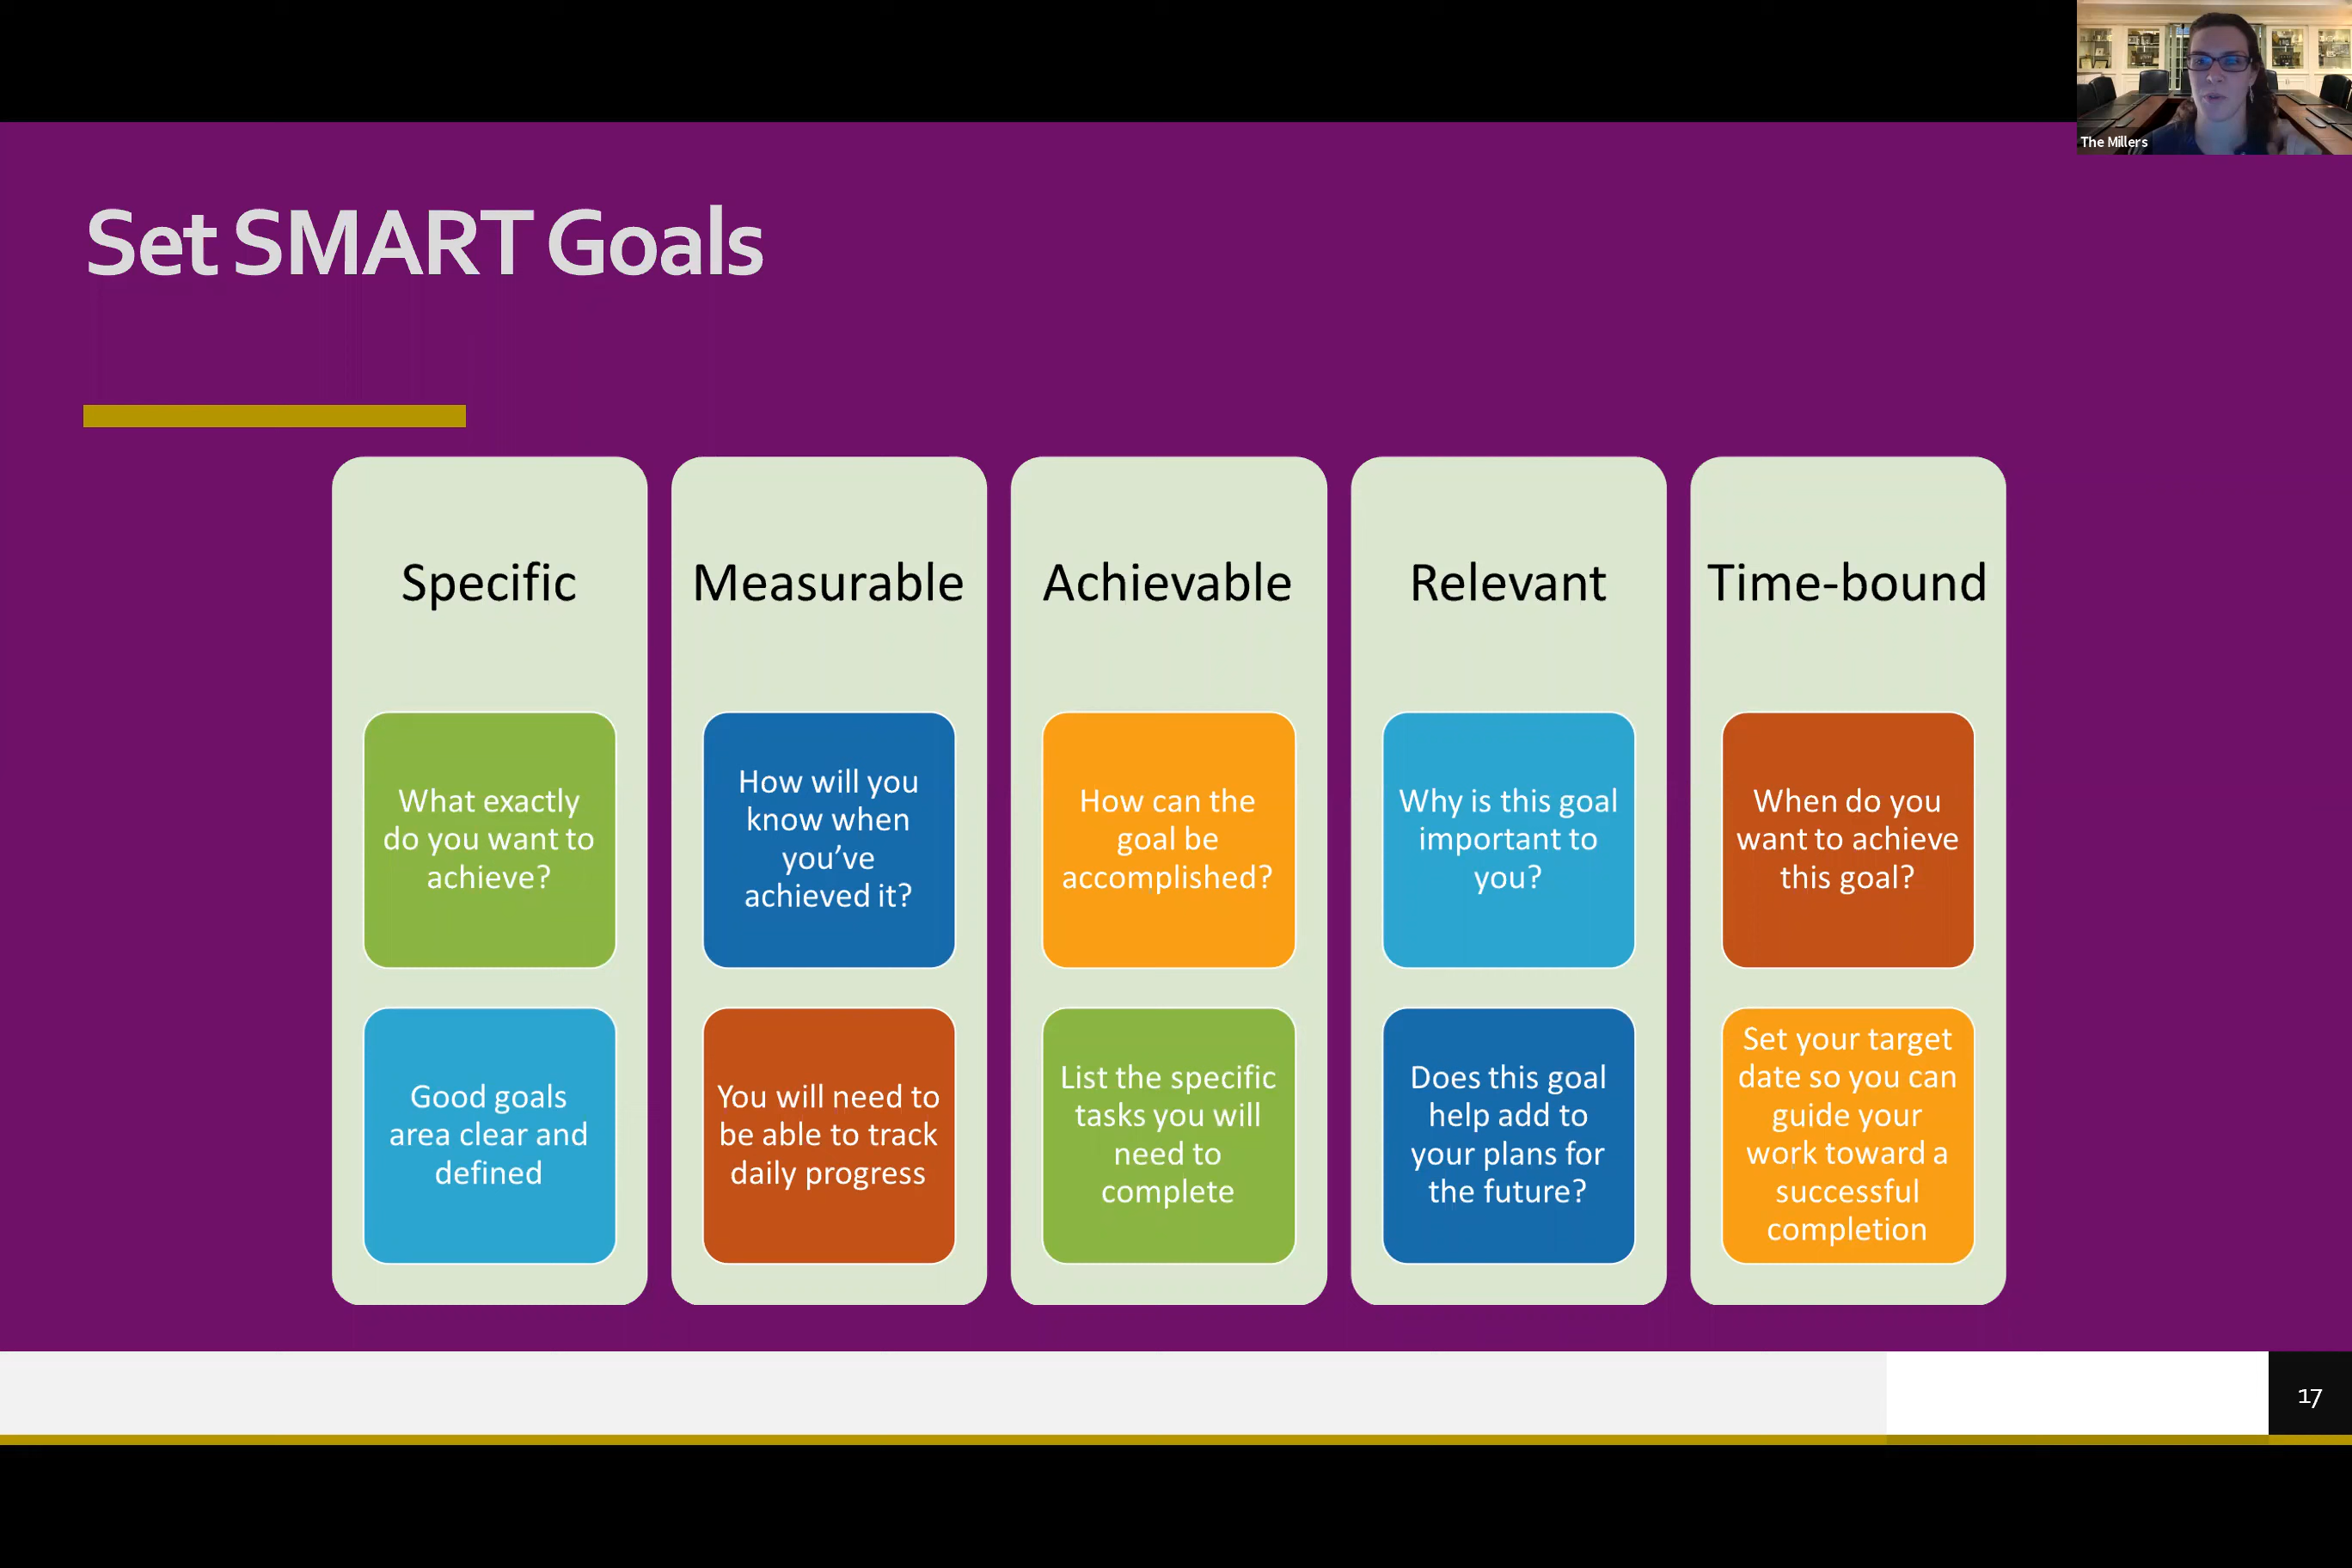 The Millers
Set SMART Goals
Specific
What exactly
do you want to
achieve?
Good goals
area clear and
defined
Measurable
How will you
know when
you’ve
achieved it?
You will need to
be able to track
daily progress
Achievable
How can the
goal be
accomplished?
List the specific
tasks you will
need to
complete
Relevant
Why is this goal
important to
you?
Does this goal
help add to
your plans for
the future?
Time-bound
When do you
want to achieve
this goal?
Set your target
date so you can
guide your
work toward a
successful
completion
17